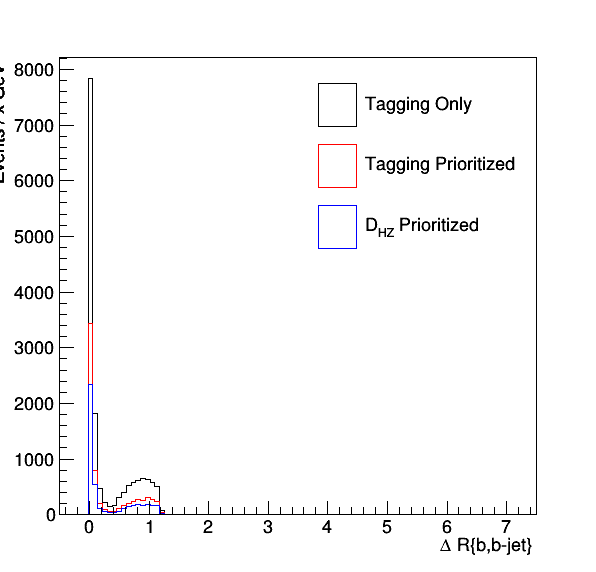 Events / x GeV
8000
7000
6000
5000
4000
3000
2000
1000
0
Tagging Only
Tagging Prioritized
D_HZ Prioritized
0 1 2 3 4 5 6 7
Δ R{b,b-jet}